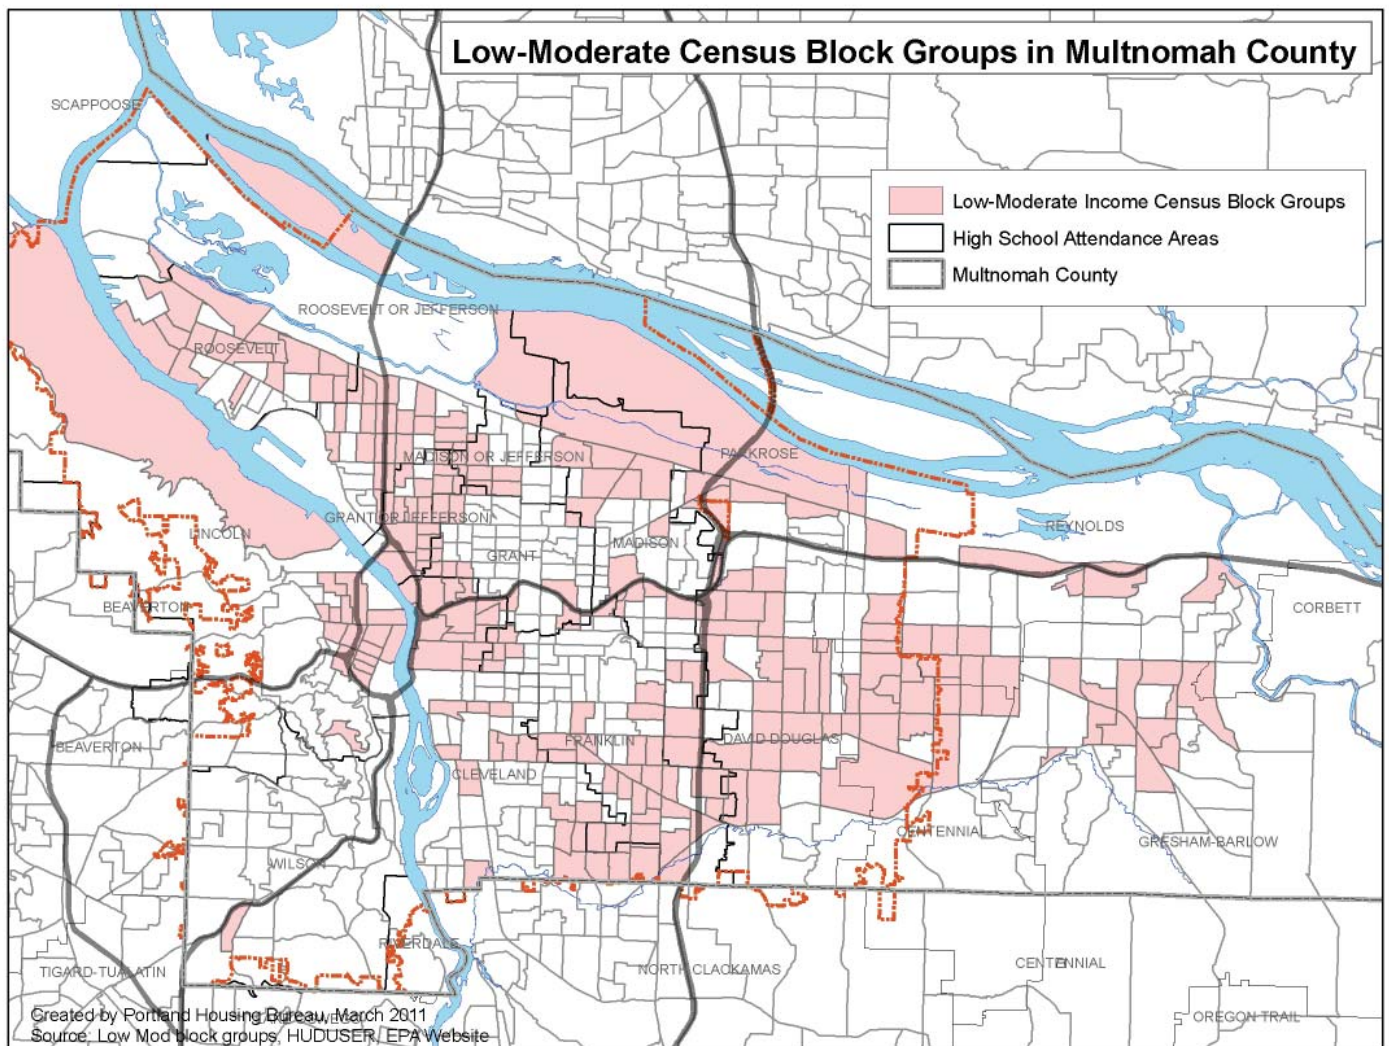 Low-Moderate Census Block Groups in Multnomah County
SCAPPOOSE
Low-Moderate Income Census Block Groups
High School Attendance Areas
Multnomah County
ROOSEVELT OR JEFFERSON
ROOSEVELT
MADISON OR JEFFERSON
PARKROSE
GRANT OR JEFFERSON
LINCOLN
REYNOLDS
MADISON
GRANT
BEAVERTON
CORBETT
FRANKLIN
DAVID DOUGLAS
BEAVERTON
CLEVELAND
CENTENNIAL
GRESHAM-BARLOW
WILSON
RIVERDALE
TIGARD-TUALATIN
NORTH CLACKAMAS
CENTENNIAL
Created by Portland Housing Bureau, March 2011
OREGON TRAIL
Source: Low Mod block groups, HUDUSER, EPA Website